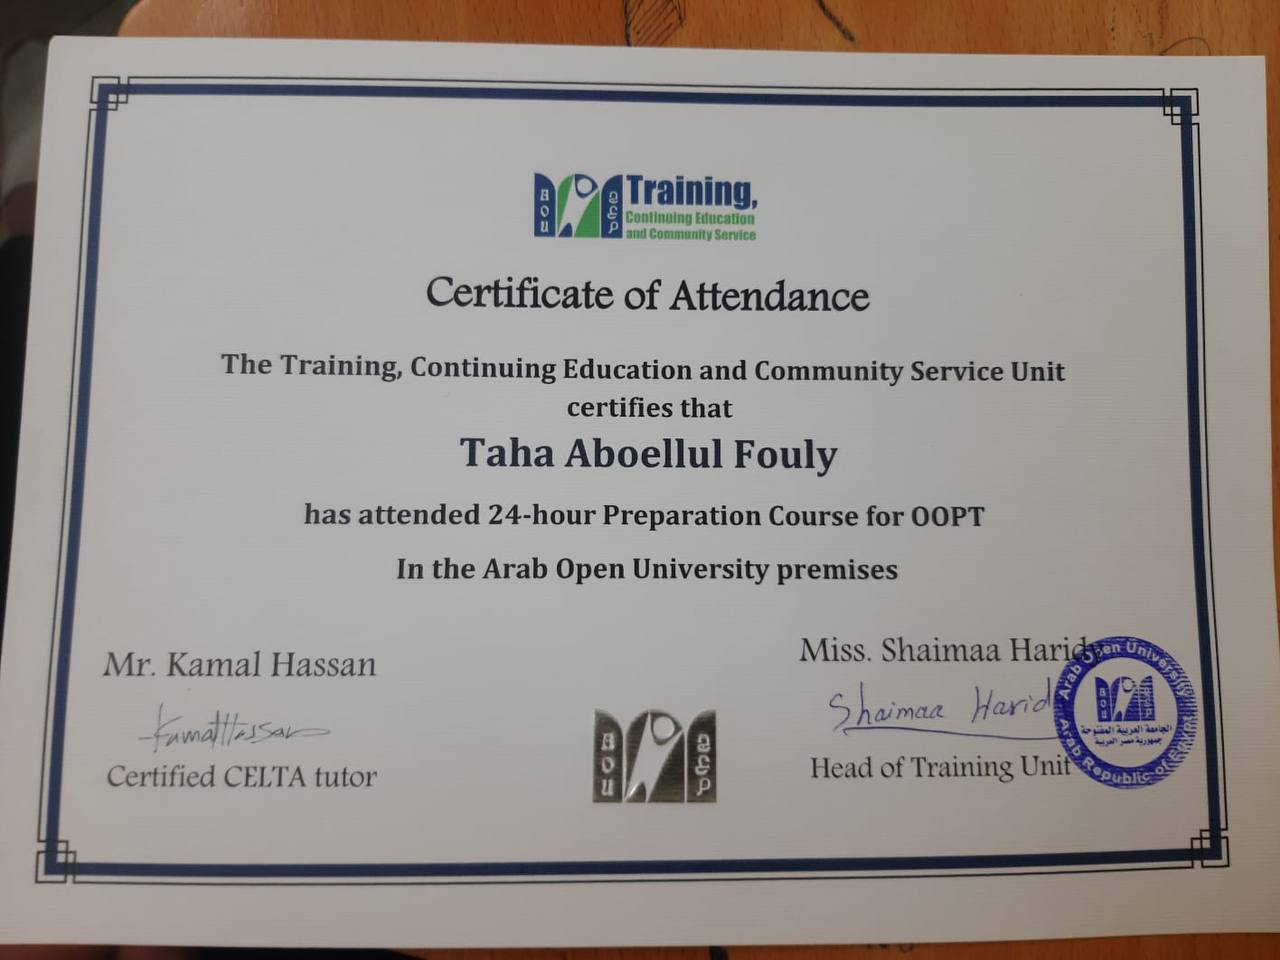 AOU
م ع ج
Training,
Continuing Education
and Community Service
Certificate of Attendance
The Training, Continuing Education and Community Service Unit
certifies that
Taha Aboellul Fouly
has attended 24-hour Preparation Course for OOPT
In the Arab Open University premises
Mr. Kamal Hassan
Kamal Hassan
Certified CELTA tutor
AOU
م ع ج
Miss. Shaimaa Harid
Shaimaa Harid
Head of Training Unit
Arab Open University
AOU
الجامعة العربية المفتوحة
جمهورية مصر العربية
Arab Republic of EGYPT